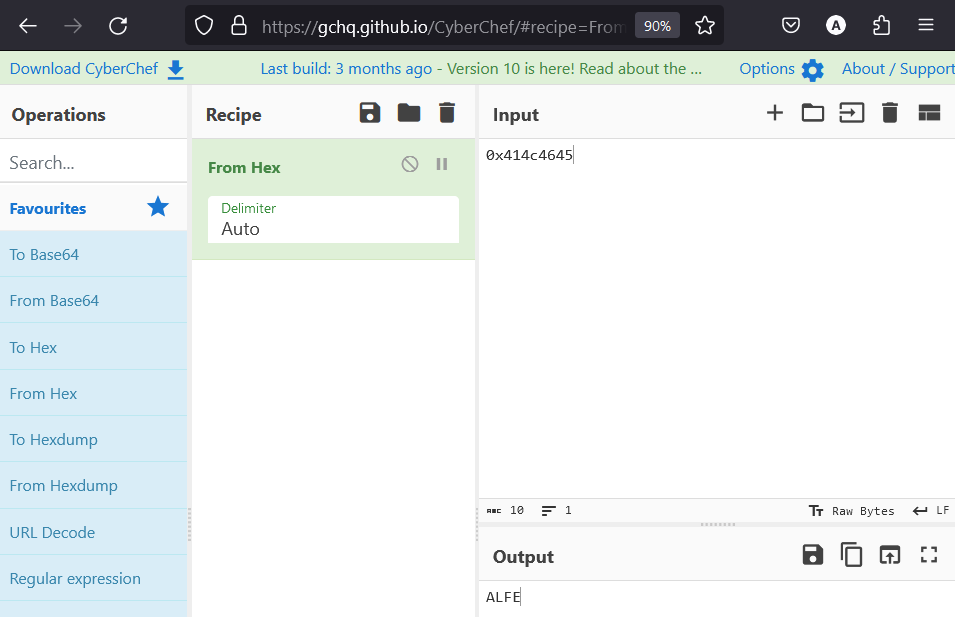 https://gchq.github.io/CyberChef/#recipe=From 90% A
Download CyberChef Last build: 3 months ago - Version 10 is here! Read about the ... Options About / Support
Operations
Search...
Favourites
To Base64
From Base64
To Hex
From Hex
To Hexdump
From Hexdump
URL Decode
Regular expression
Recipe
From Hex
Delimiter
Auto
Input
0x414c4645
ABC 10 1 Tт Raw Bytes LF
Output
ALFE